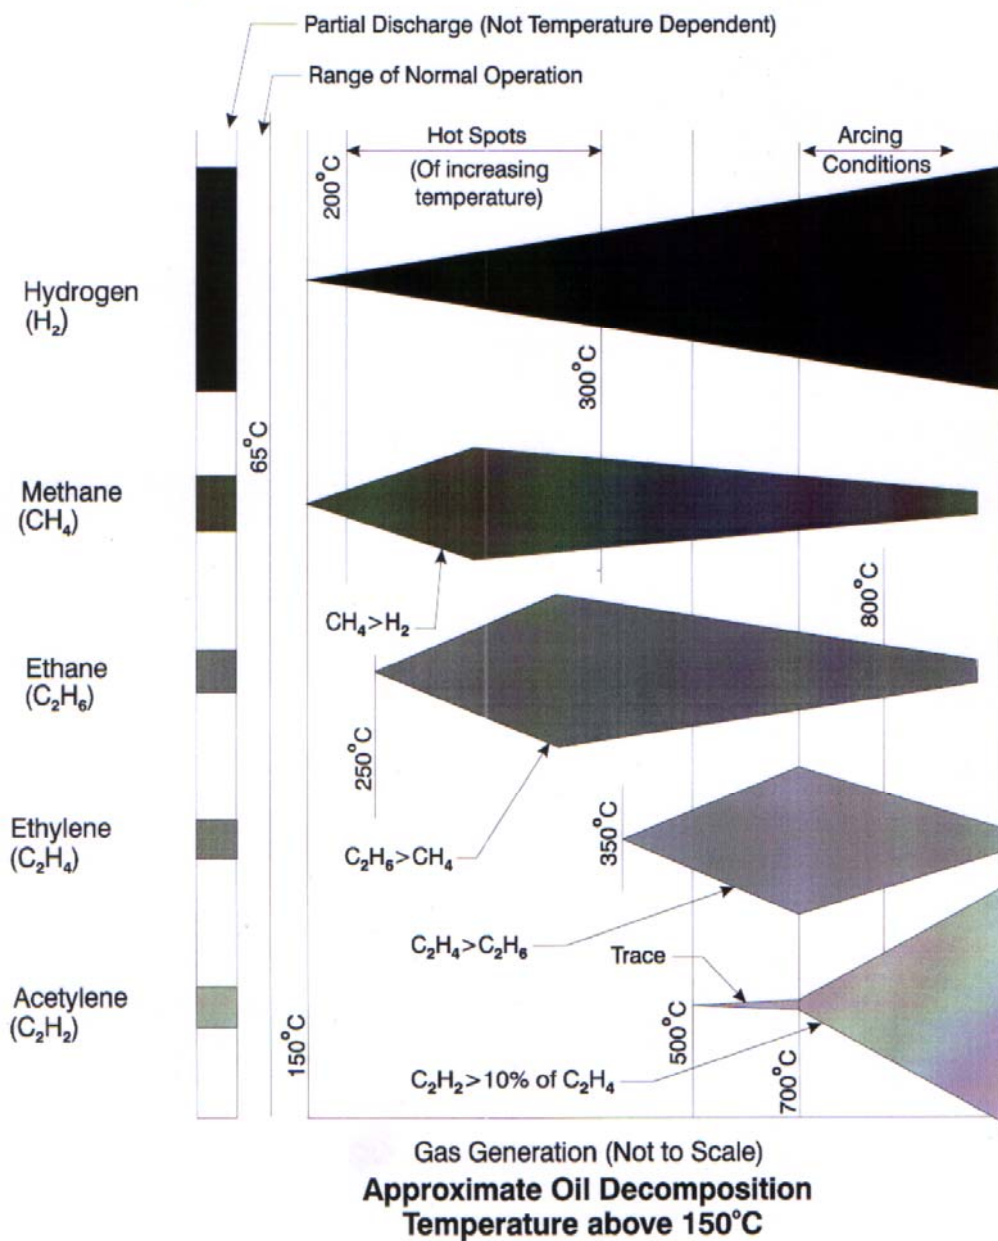 Partial Discharge (Not Temperature Dependent)
Range of Normal Operation
Hot Spots
(Of increasing
temperature)
Arcing
Conditions
200°C
Hydrogen
(H₂)
300°C
65°C
Methane
(CH₄)
CH₄>H₂
800°C
Ethane
(C₂H₆)
250°C
C₂H₆>CH₄
Ethylene
(C₂H₄)
350°C
C₂H₄>C₂H₆
Trace
Acetylene
(C₂H₂)
150°C
500°C
700°C
C₂H₂>10% of C₂H₄
Gas Generation (Not to Scale)
Approximate Oil Decomposition
Temperature above 150°C